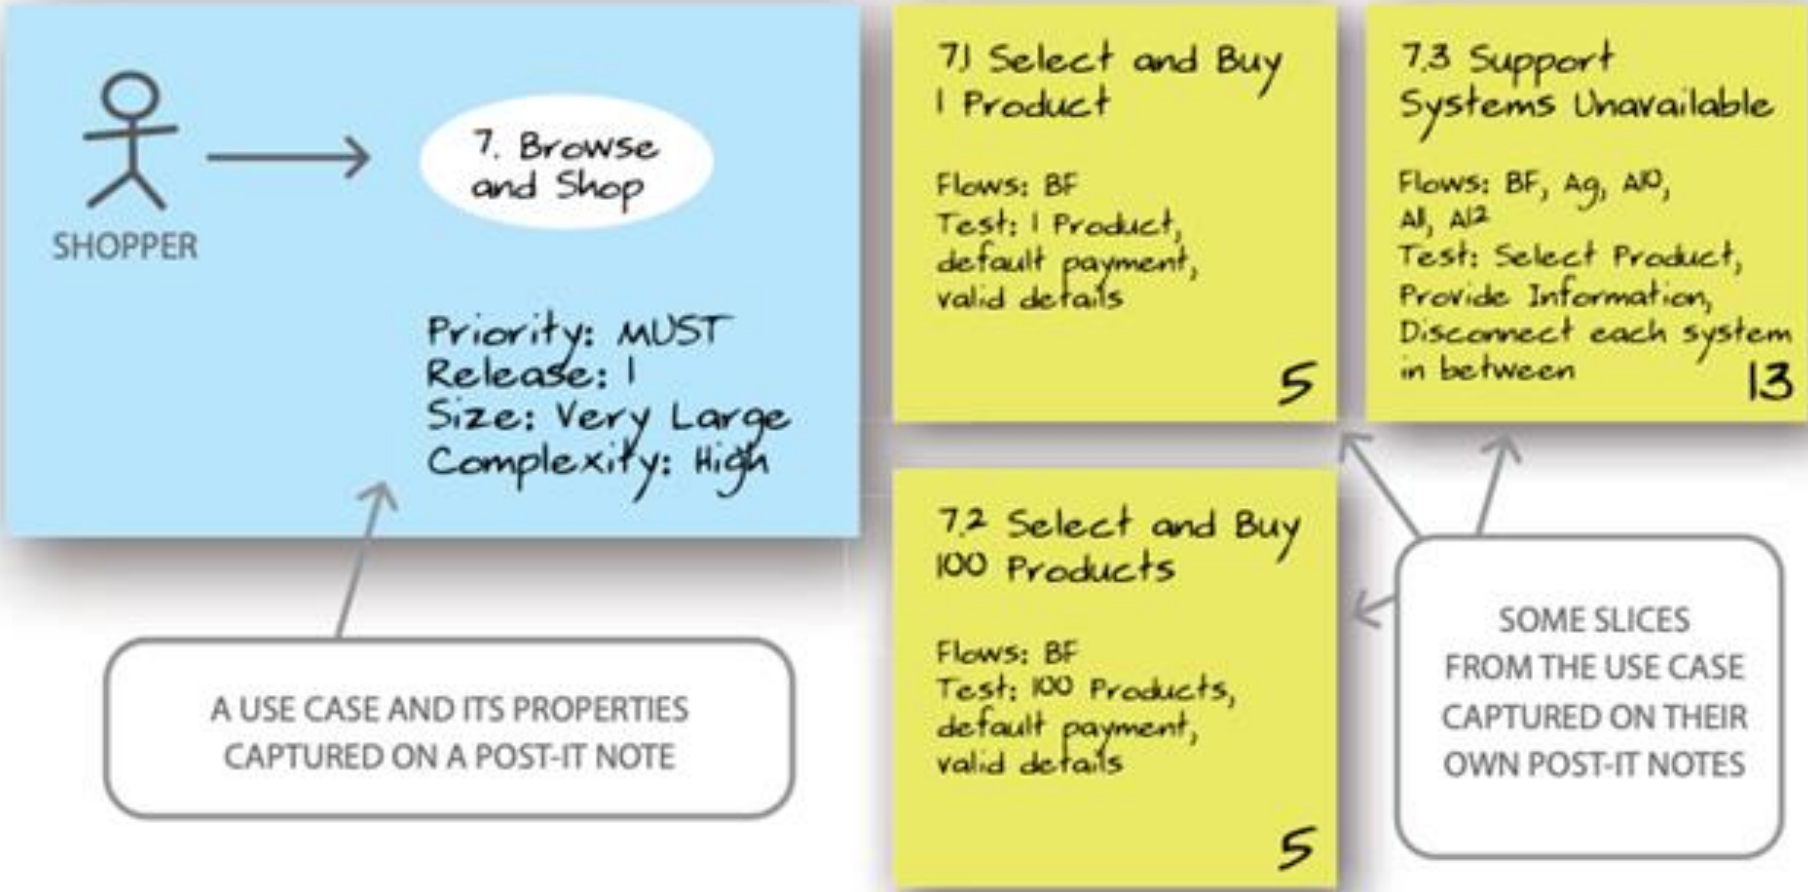 SHOPPER
7. Browse
and Shop
Priority: MUST
Release: 1
Size: Very Large
Complexity: High
A USE CASE AND ITS PROPERTIES
CAPTURED ON A POST-IT NOTE
7.1 Select and Buy
1 Product
Flows: BF
Test: 1 Product,
default payment,
valid details
5
7.2 Select and Buy
100 Products
Flows: BF
Test: 100 Products,
default payment,
valid details
5
7.3 Support
Systems Unavailable
Flows: BF, A9, A10,
A11, A12
Test: Select Product,
Provide Information,
Disconnect each system
in between
13
SOME SLICES
FROM THE USE CASE
CAPTURED ON THEIR
OWN POST-IT NOTES